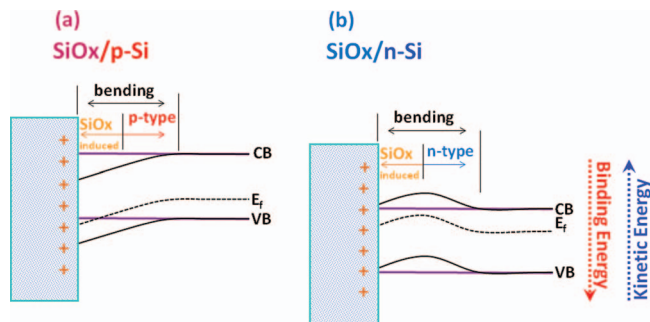 (a)
SiOx/p-Si
bending
SiOx p-type
induced
CB
Ef
VB
+
+
+
+
+
+
+
(b)
SiOx/n-Si
bending
SiOx n-type
induced
CB
Ef
VB
+
+
+
+
+
+
+
Binding Energy
Kinetic Energy